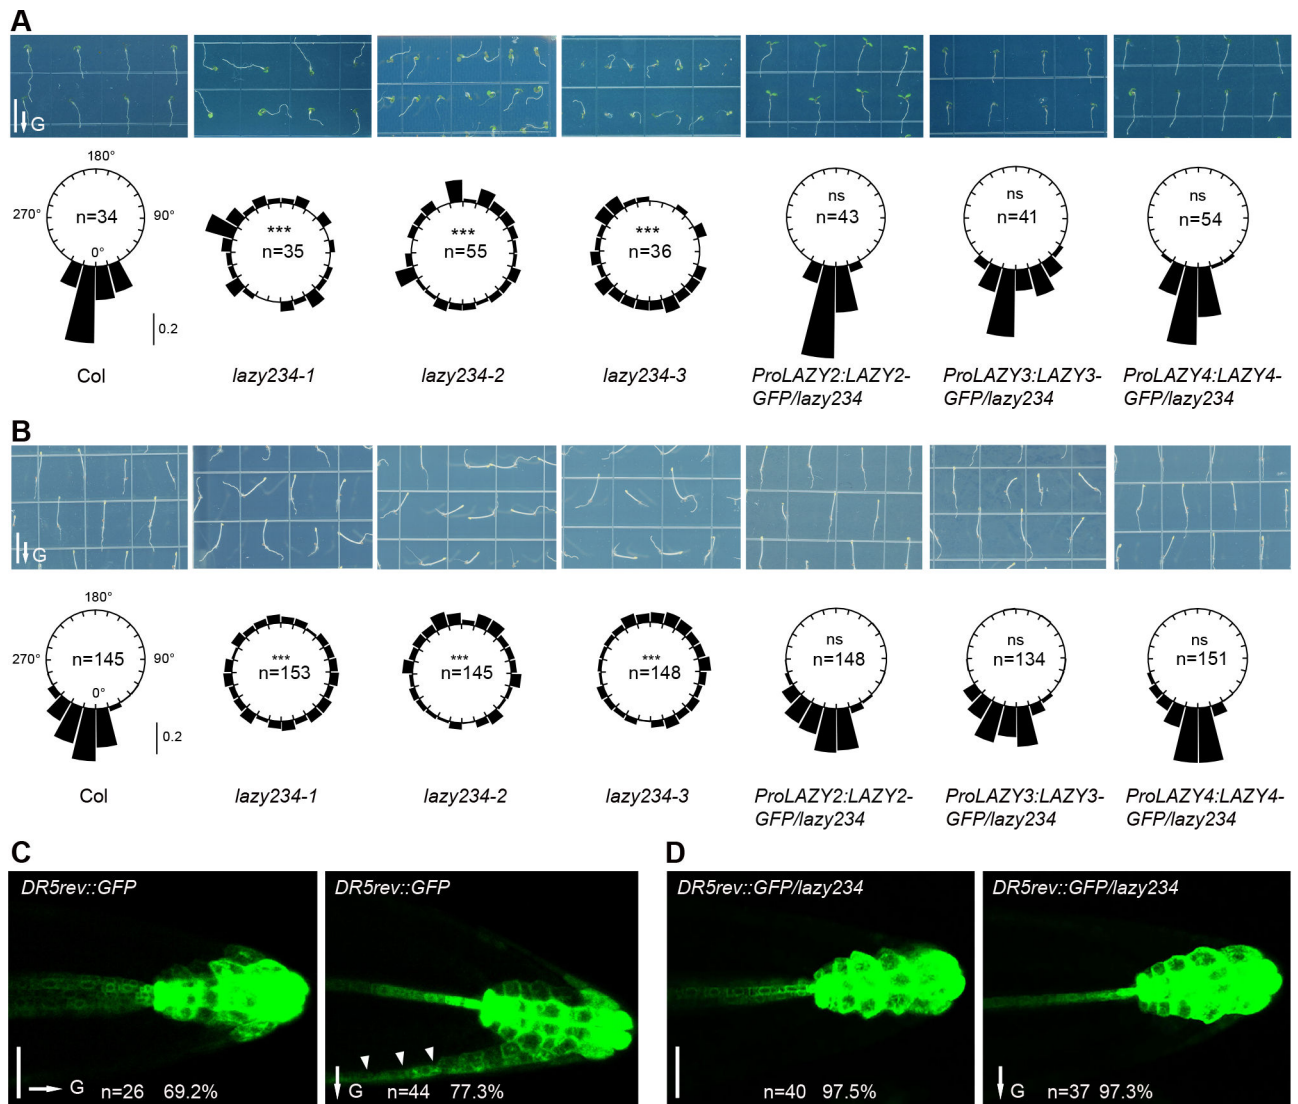 A
G
180°
270°
90°
0°
n=34
0.2
***
n=35
***
n=55
***
n=36
ns
n=43
ns
n=41
ns
n=54
Col
lazy234-1
lazy234-2
lazy234-3
ProLAZY2:LAZY2-
GFP/lazy234
ProLAZY3:LAZY3-
GFP/lazy234
ProLAZY4:LAZY4-
GFP/lazy234
B
G
180°
270°
90°
0°
n=145
0.2
***
n=153
***
n=145
***
n=148
ns
n=148
ns
n=134
ns
n=151
Col
lazy234-1
lazy234-2
lazy234-3
ProLAZY2:LAZY2-
GFP/lazy234
ProLAZY3:LAZY3-
GFP/lazy234
ProLAZY4:LAZY4-
GFP/lazy234
C
DR5rev::GFP
G n=26 69.2%
DR5rev::GFP
G n=44 77.3%
D
DR5rev::GFP/lazy234
n=40 97.5%
DR5rev::GFP/lazy234
G n=37 97.3%